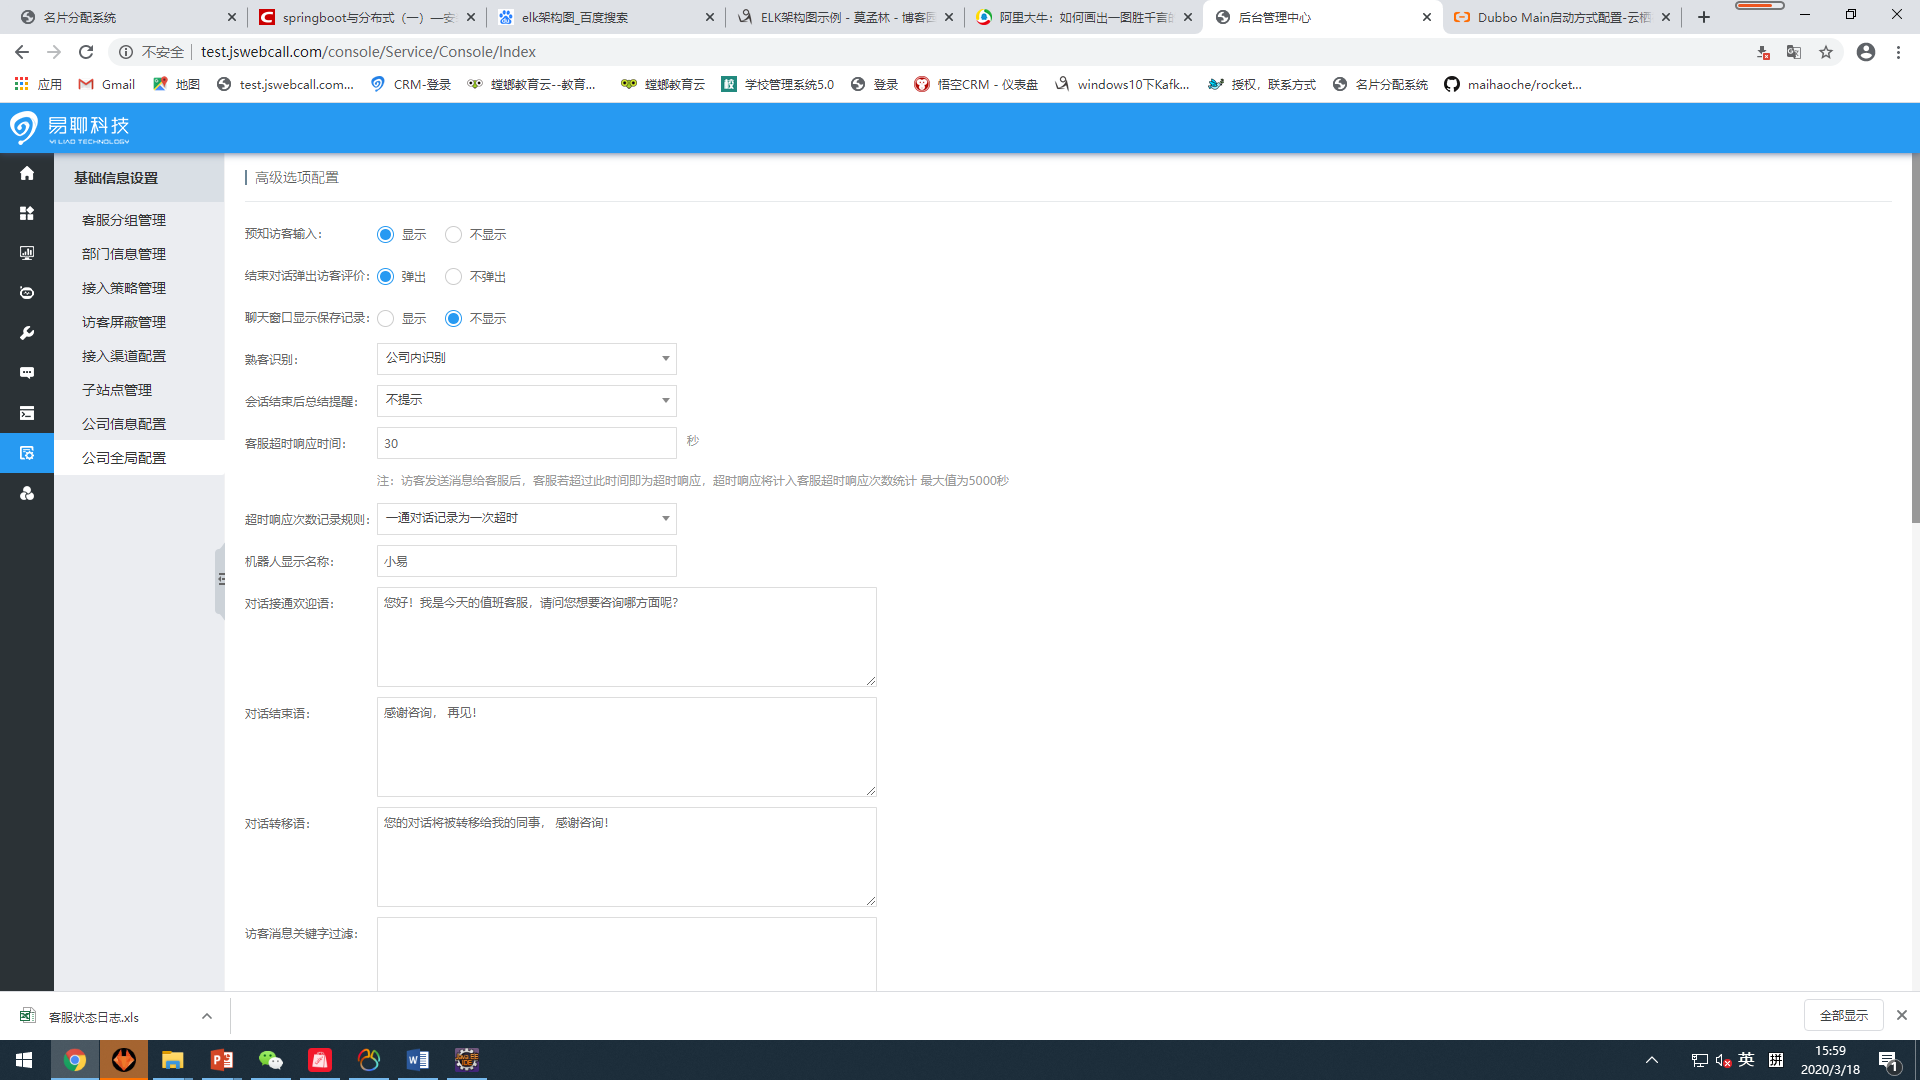 名片分配系统
springboot与分布式（一）—安
elk架构图_百度搜索
ELK架构图示例 - 莫孟林 - 博客园
阿里大牛：如何画出一图胜千言的
后台管理中心
Dubbo Main启动方式配置-云栖
不安全 test.jswebcall.com/console/Service/Console/Index
应用 Gmail 地图 test.jswebcall.com... CRM-登录 螳螂教育云--教育... 螳螂教育云 学校管理系统5.0 登录 悟空CRM - 仪表盘 windows10下Kafk... 授权，联系方式 名片分配系统 maihaoche/rocket...
易聊科技
YI LIAO TECHNOLOGY
基础信息设置
客服分组管理
部门信息管理
接入策略管理
访客屏蔽管理
接入渠道配置
子站点管理
公司信息配置
公司全局配置
高级选项配置
预知访客输入： 显示 不显示
结束对话弹出访客评价： 弹出 不弹出
聊天窗口显示保存记录： 显示 不显示
熟客识别： 公司内识别
会话结束后总结提醒： 不提示
客服超时响应时间： 30 秒
注：访客发送消息给客服后，客服若超过此时间即为超时响应，超时响应将计入客服超时响应次数统计 最大值为5000秒
超时响应次数记录规则： 一通对话记录为一次超时
机器人显示名称： 小易
对话接通欢迎语： 您好！我是今天的值班客服，请问您想要咨询哪方面呢？
对话结束语： 感谢咨询， 再见！
对话转移语： 您的对话将被转移给我的同事， 感谢咨询！
访客消息关键字过滤：
客服状态日志.xls
全部显示
英
15:59
2020/3/18
1